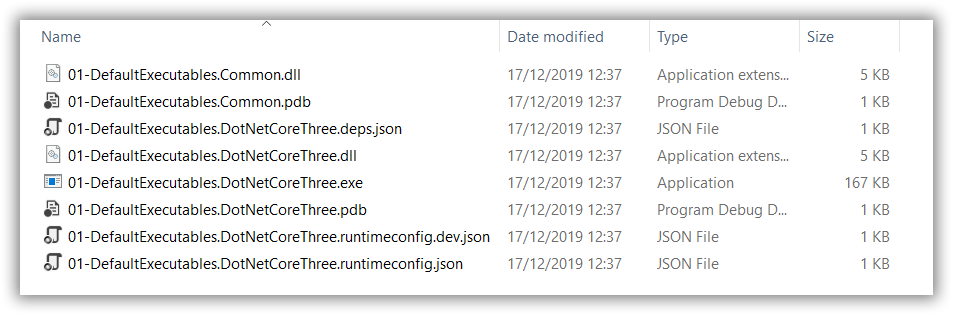 Name Date modified Type Size
01-DefaultExecutables.Common.dll 17/12/2019 12:37 Application extens... 5 KB
01-DefaultExecutables.Common.pdb 17/12/2019 12:37 Program Debug D... 1 KB
01-DefaultExecutables.DotNetCoreThree.deps.json 17/12/2019 12:37 JSON File 1 KB
01-DefaultExecutables.DotNetCoreThree.dll 17/12/2019 12:37 Application extens... 5 KB
01-DefaultExecutables.DotNetCoreThree.exe 17/12/2019 12:37 Application 167 KB
01-DefaultExecutables.DotNetCoreThree.pdb 17/12/2019 12:37 Program Debug D... 1 KB
01-DefaultExecutables.DotNetCoreThree.runtimeconfig.dev.json 17/12/2019 12:37 JSON File 1 KB
01-DefaultExecutables.DotNetCoreThree.runtimeconfig.json 17/12/2019 12:37 JSON File 1 KB